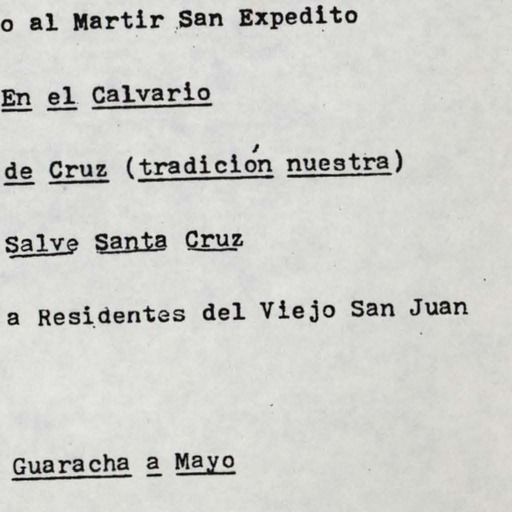 o al Martir San Expedito
En el Calvario
de Cruz (tradición nuestra)
Salve Santa Cruz
a Residentes del Viejo San Juan
Guaracha a Mayo